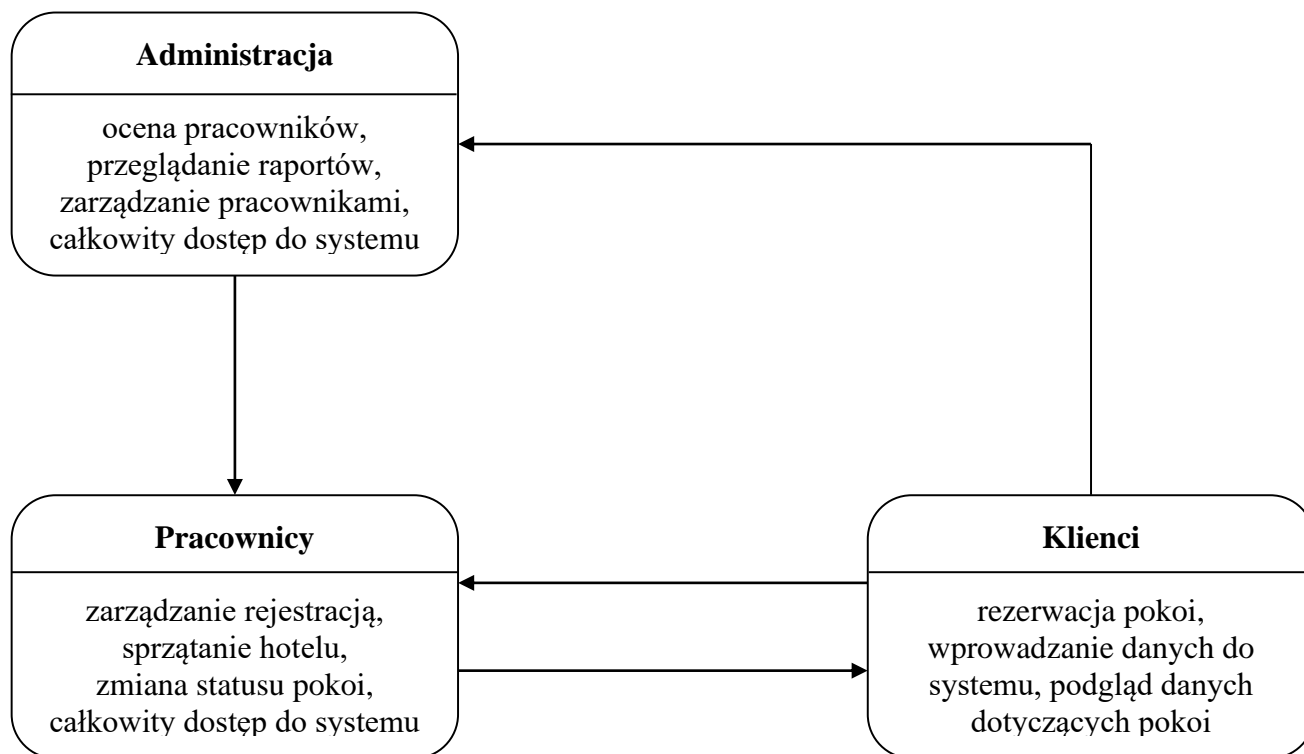 Administracja
ocena pracowników,
przeglądanie raportów,
zarządzanie pracownikami,
całkowity dostęp do systemu
Pracownicy
zarządzanie rejestracją,
sprzątanie hotelu,
zmiana statusu pokoi,
całkowity dostęp do systemu
Klienci
rezerwacja pokoi,
wprowadzanie danych do
systemu, podgląd danych
dotyczących pokoi